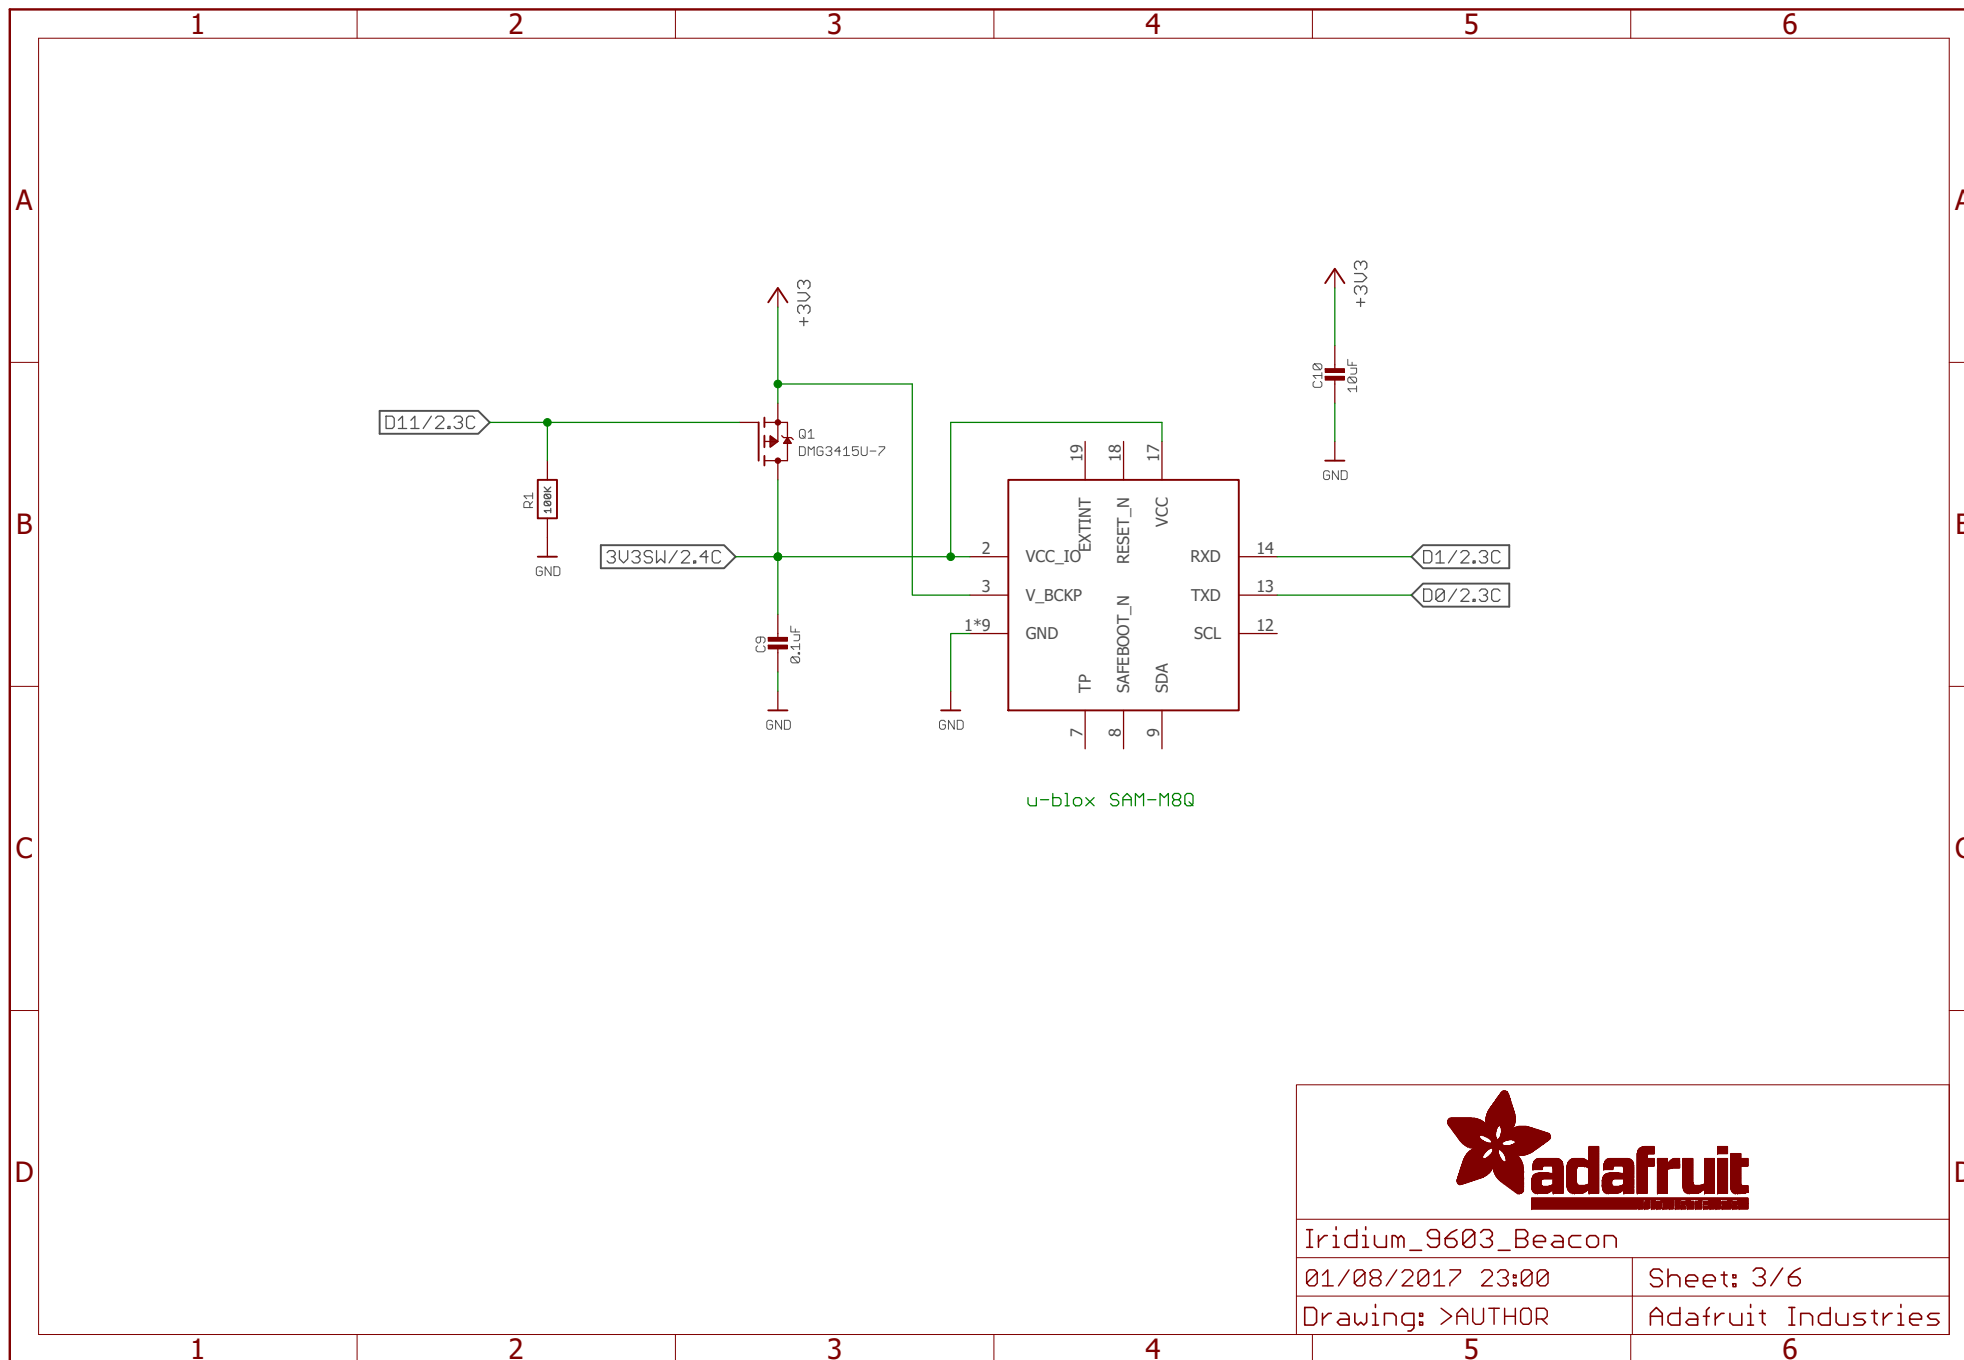 1 2 3 4 5 6
A A
+3V3
+3V3
C10
10uF
D11/2.3C
Q1
DMG3415U-7
19
18
17
GND
R1
100K
EXTINT
RESET_N
VCC
B B
3V3SW/2.4C
2
VCC_IO
RXD
14
D1/2.3C
GND
3
V_BCKP
TXD
13
D0/2.3C
C9
0.1uF
1*9
GND
SCL
12
TP
SAFEBOOT_N
SDA
GND
GND
7
8
9
u-blox SAM-M8Q
C C
D D
adafruit
Iridium_9603_Beacon
01/08/2017 23:00
Sheet: 3/6
Drawing: >AUTHOR
Adafruit Industries
1 2 3 4 5 6